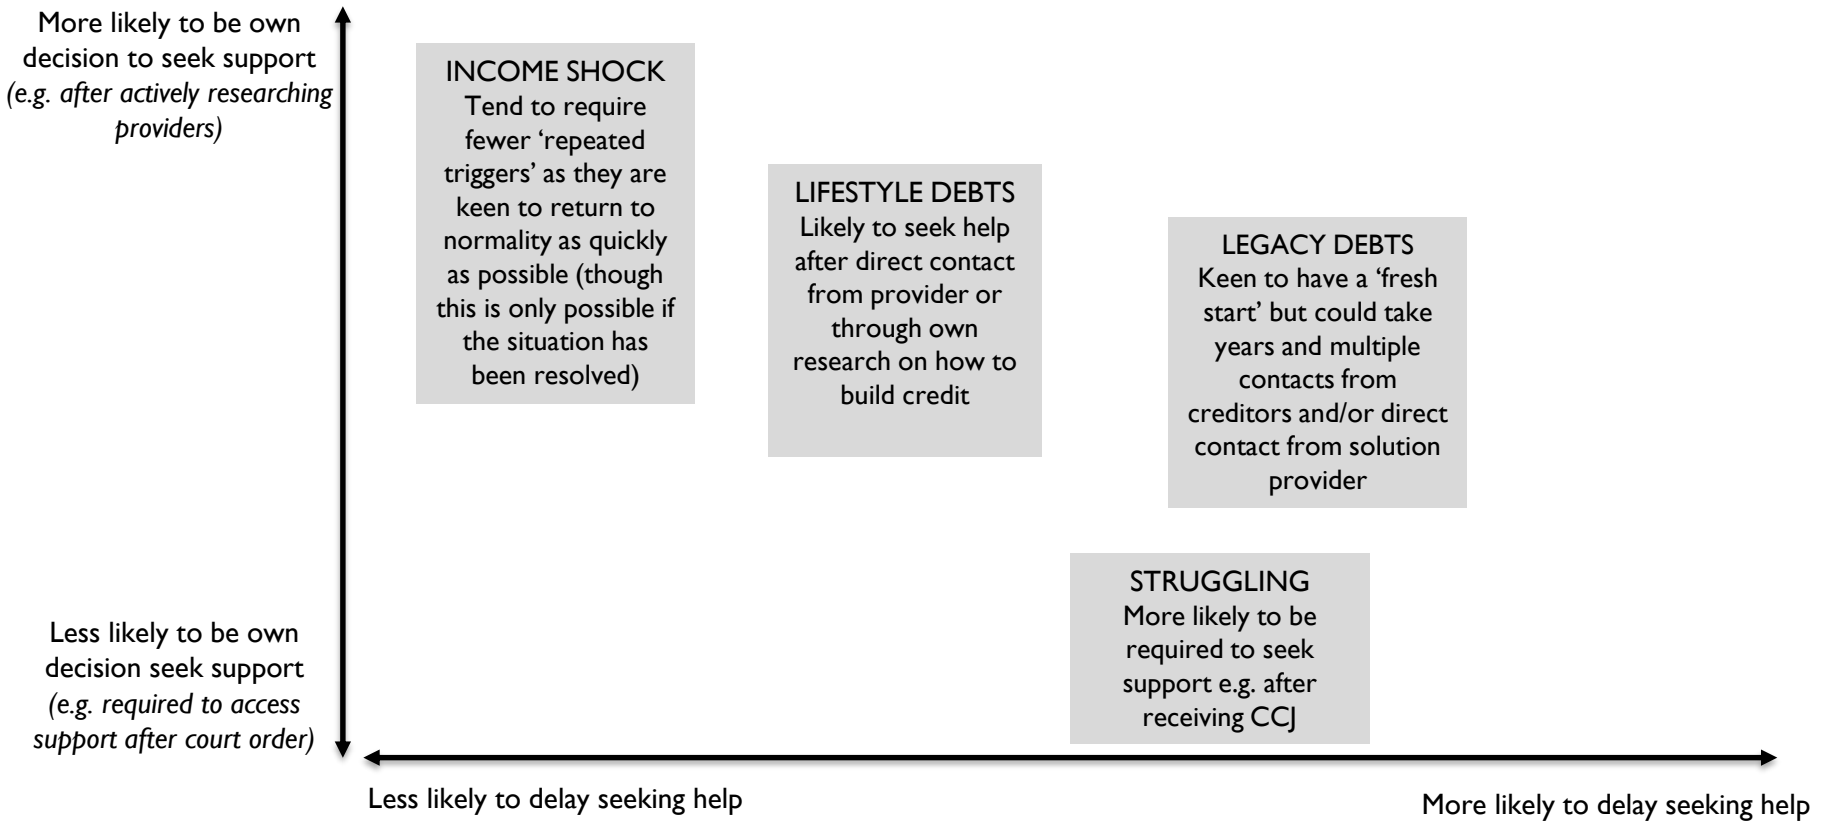 More likely to be own
decision to seek support
(e.g. after actively researching
providers)
INCOME SHOCK
Tend to require
fewer ‘repeated
triggers’ as they are
keen to return to
normality as quickly
as possible (though
this is only possible if
the situation has
been resolved)
LIFESTYLE DEBTS
Likely to seek help
after direct contact
from provider or
through own
research on how to
build credit
LEGACY DEBTS
Keen to have a ‘fresh
start’ but could take
years and multiple
contacts from
creditors and/or direct
contact from solution
provider
STRUGGLING
More likely to be
required to seek
support e.g. after
receiving CCJ
Less likely to be own
decision seek support
(e.g. required to access
support after court order)
Less likely to delay seeking help
More likely to delay seeking help